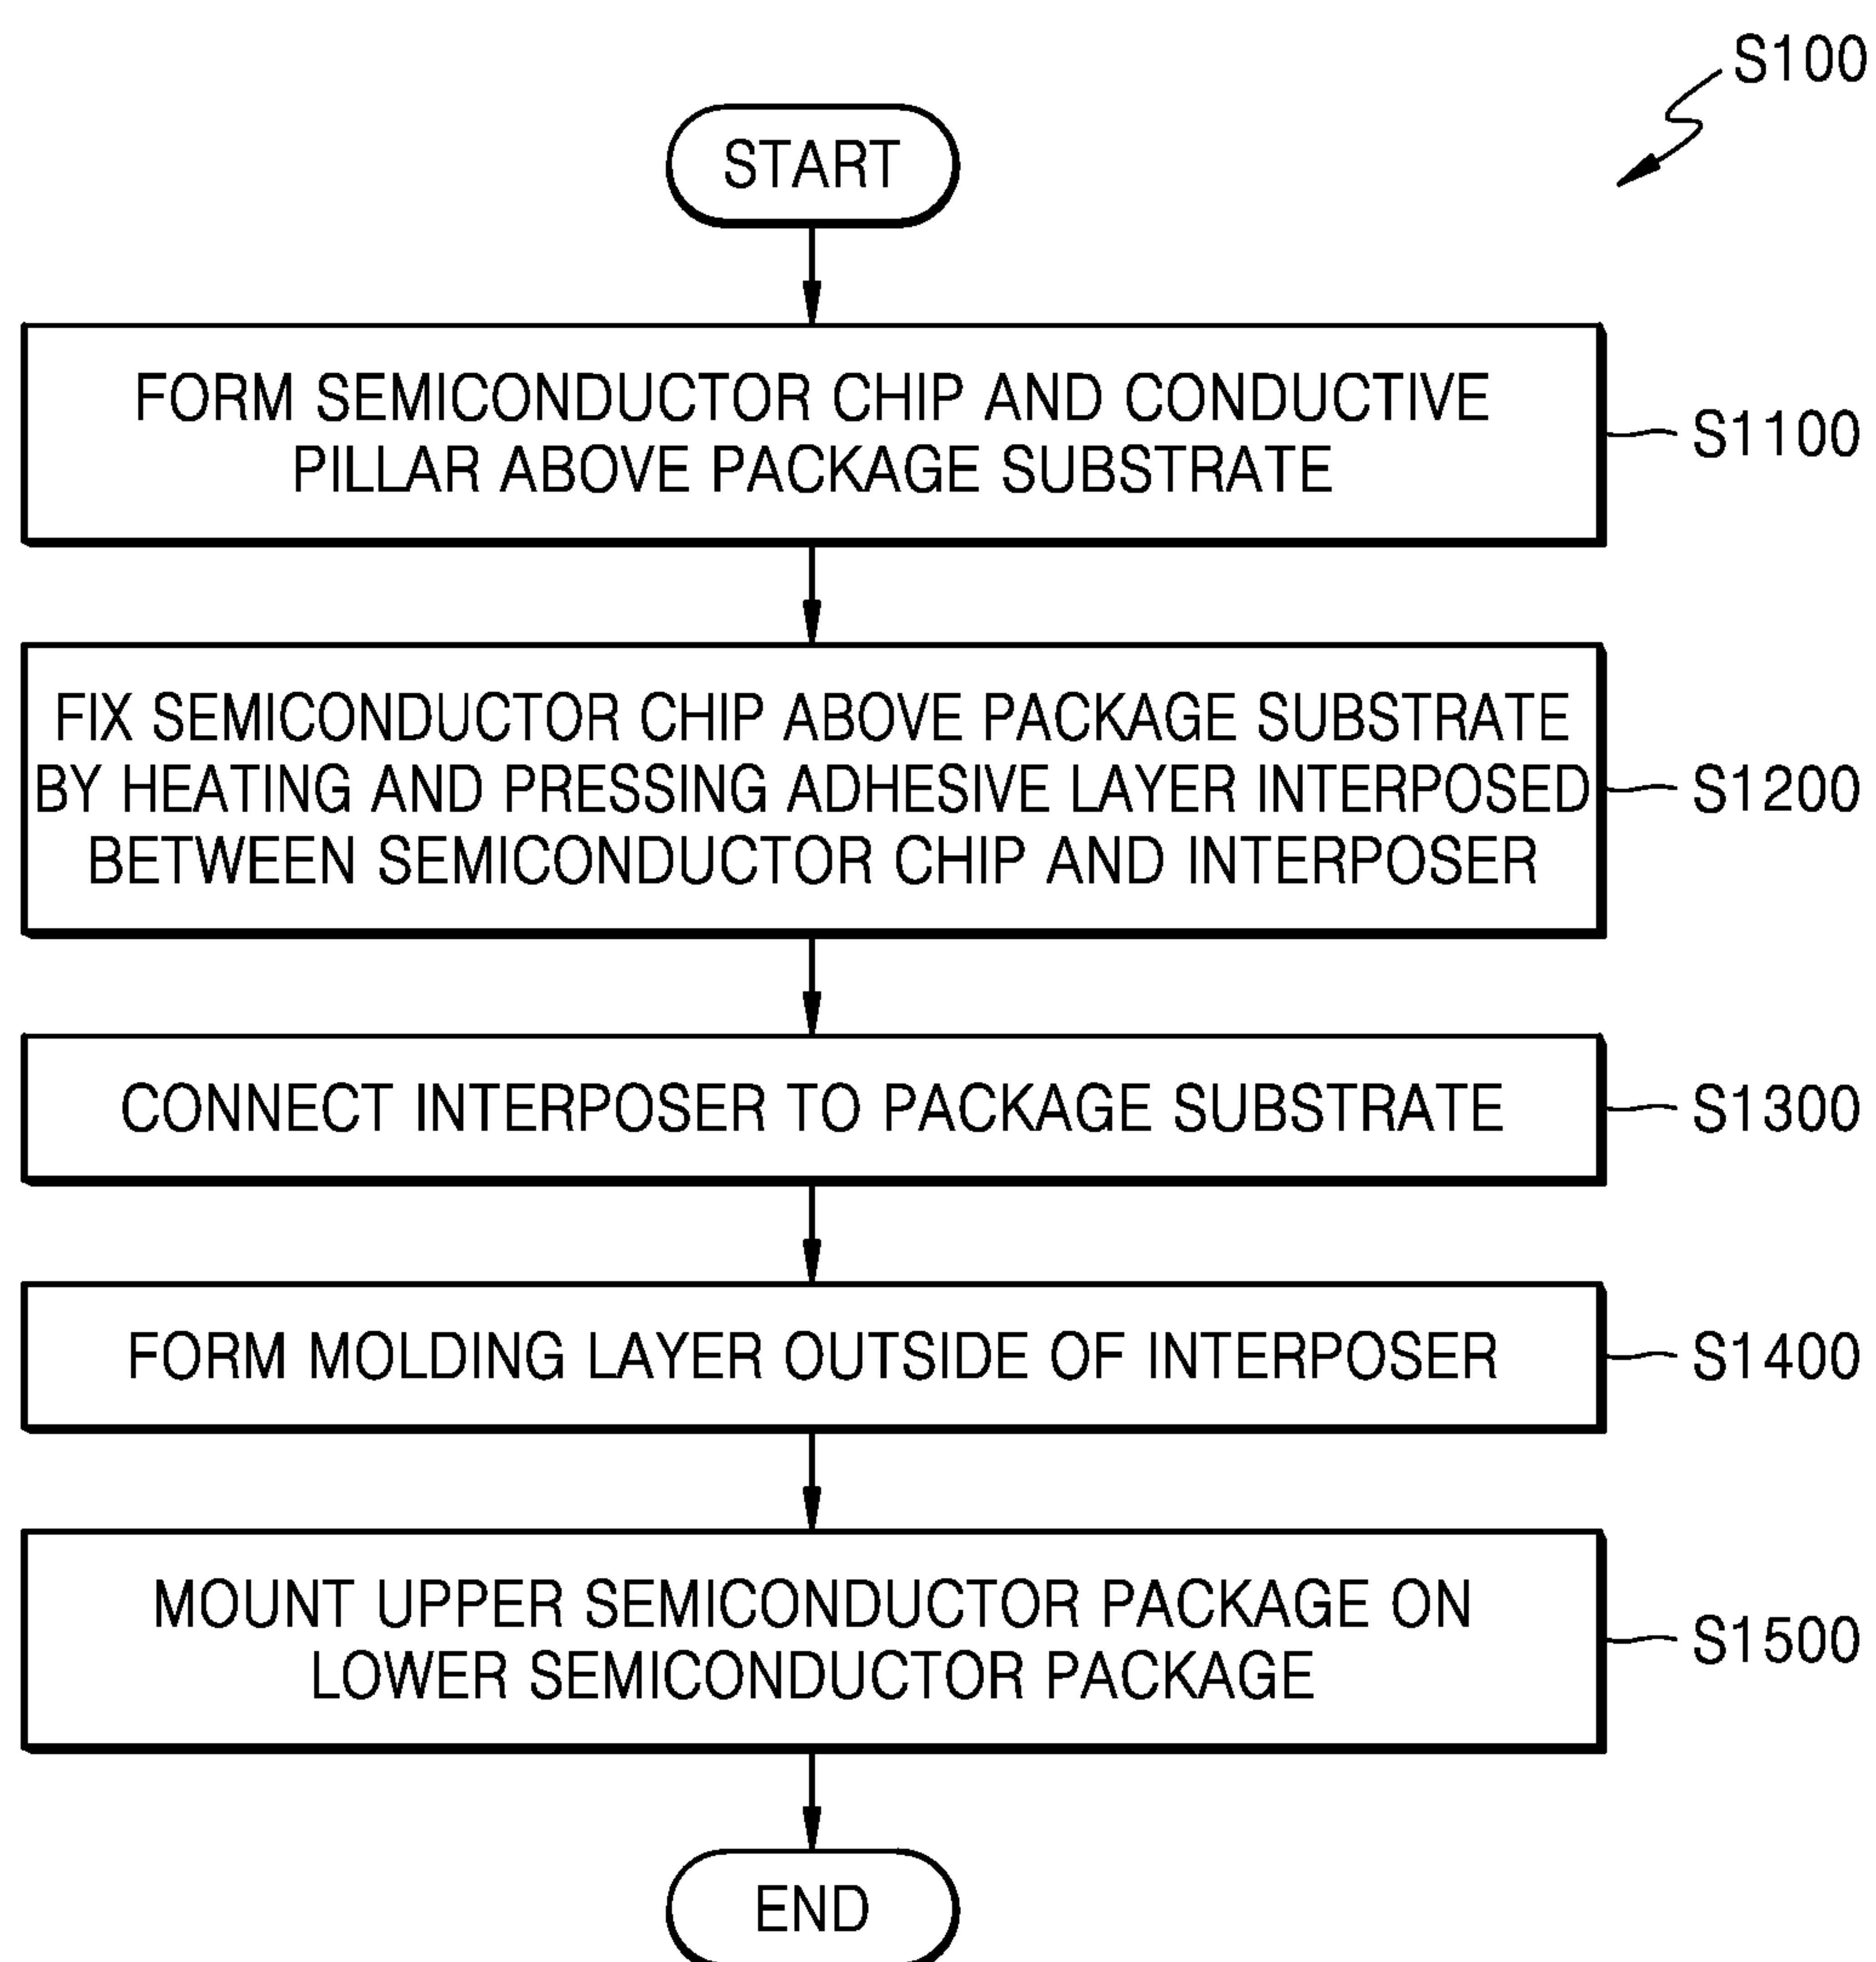 S100
START
FORM SEMICONDUCTOR CHIP AND CONDUCTIVE
PILLAR ABOVE PACKAGE SUBSTRATE
S1100
FIX SEMICONDUCTOR CHIP ABOVE PACKAGE SUBSTRATE
BY HEATING AND PRESSING ADHESIVE LAYER INTERPOSED
BETWEEN SEMICONDUCTOR CHIP AND INTERPOSER
S1200
CONNECT INTERPOSER TO PACKAGE SUBSTRATE
S1300
FORM MOLDING LAYER OUTSIDE OF INTERPOSER
S1400
MOUNT UPPER SEMICONDUCTOR PACKAGE ON
LOWER SEMICONDUCTOR PACKAGE
S1500
END